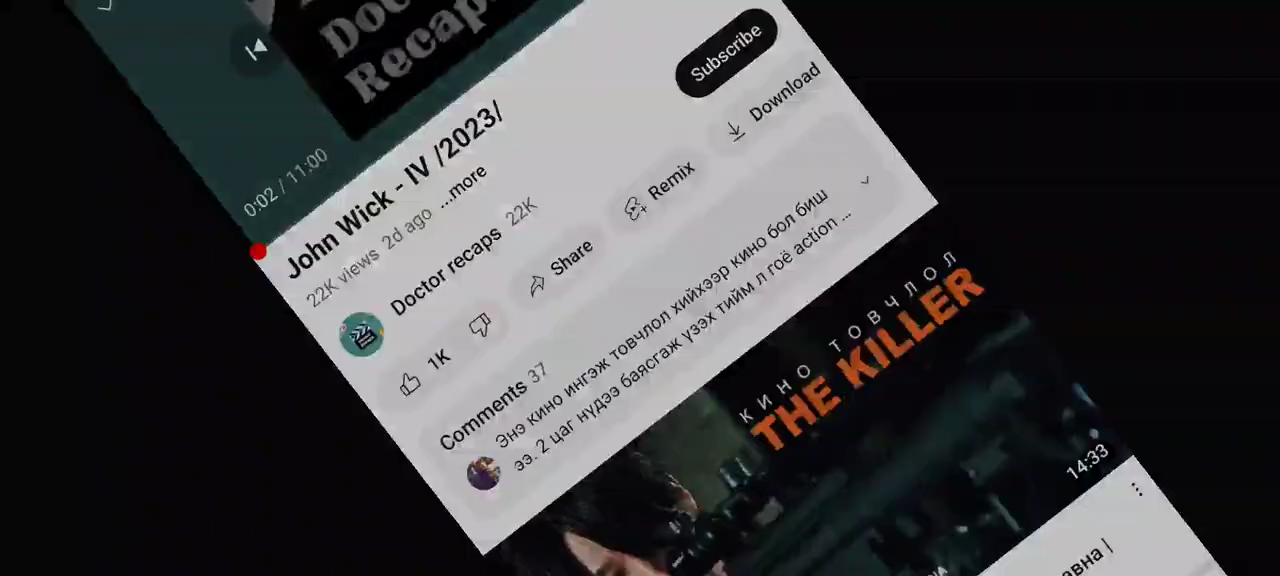 Doc
Recap
0:02 / 11:00
John Wick - IV /2023/
22K views 2d ago ...more
Doctor recaps 22K
Subscribe
1K
Share
Remix
Download
Comments 37
Энэ кино ингэж товчлол хийхээр кино бол биш
ээ. 2 цаг нүдээ баясгаж үзэх тийм л гоё action ...
КИНО ТОВЧЛОЛ
THE KILLER
14:33